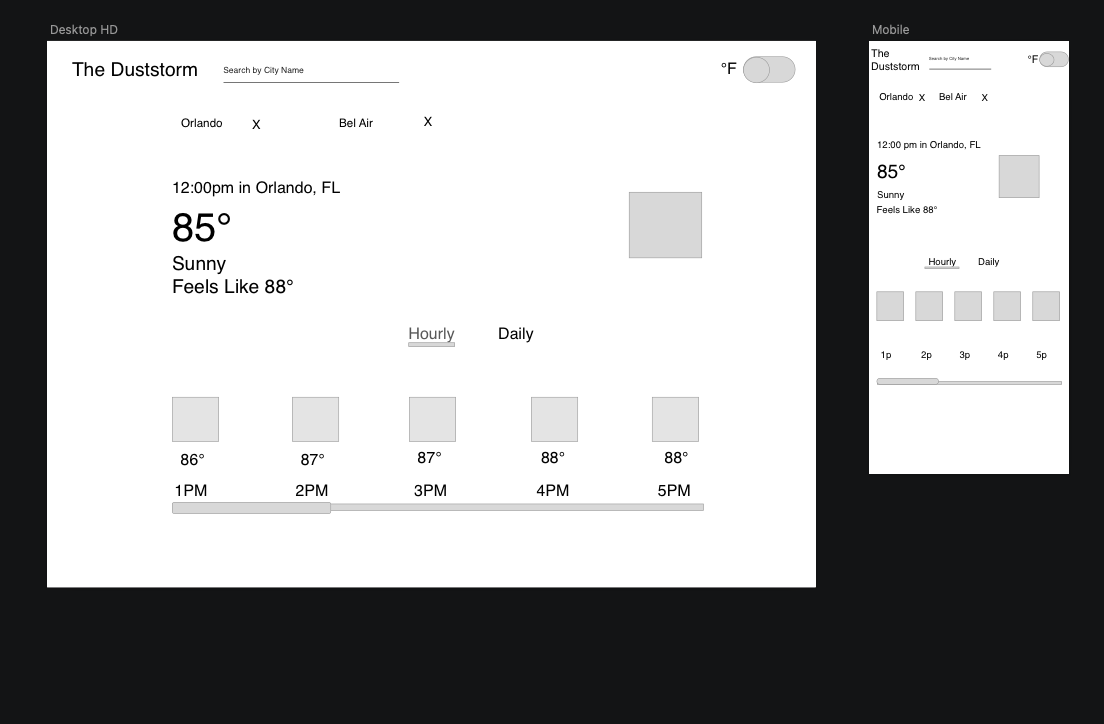 Desktop HD
The Duststorm
Search by City Name
°F
Orlando X Bel Air X
12:00pm in Orlando, FL
85°
Sunny
Feels Like 88°
Hourly Daily
86° 87° 87° 88° 88°
1PM 2PM 3PM 4PM 5PM
Mobile
The
Duststorm
Search by City Name
°F
Orlando X Bel Air X
12:00 pm in Orlando, FL
85°
Sunny
Feels Like 88°
Hourly Daily
1p 2p 3p 4p 5p